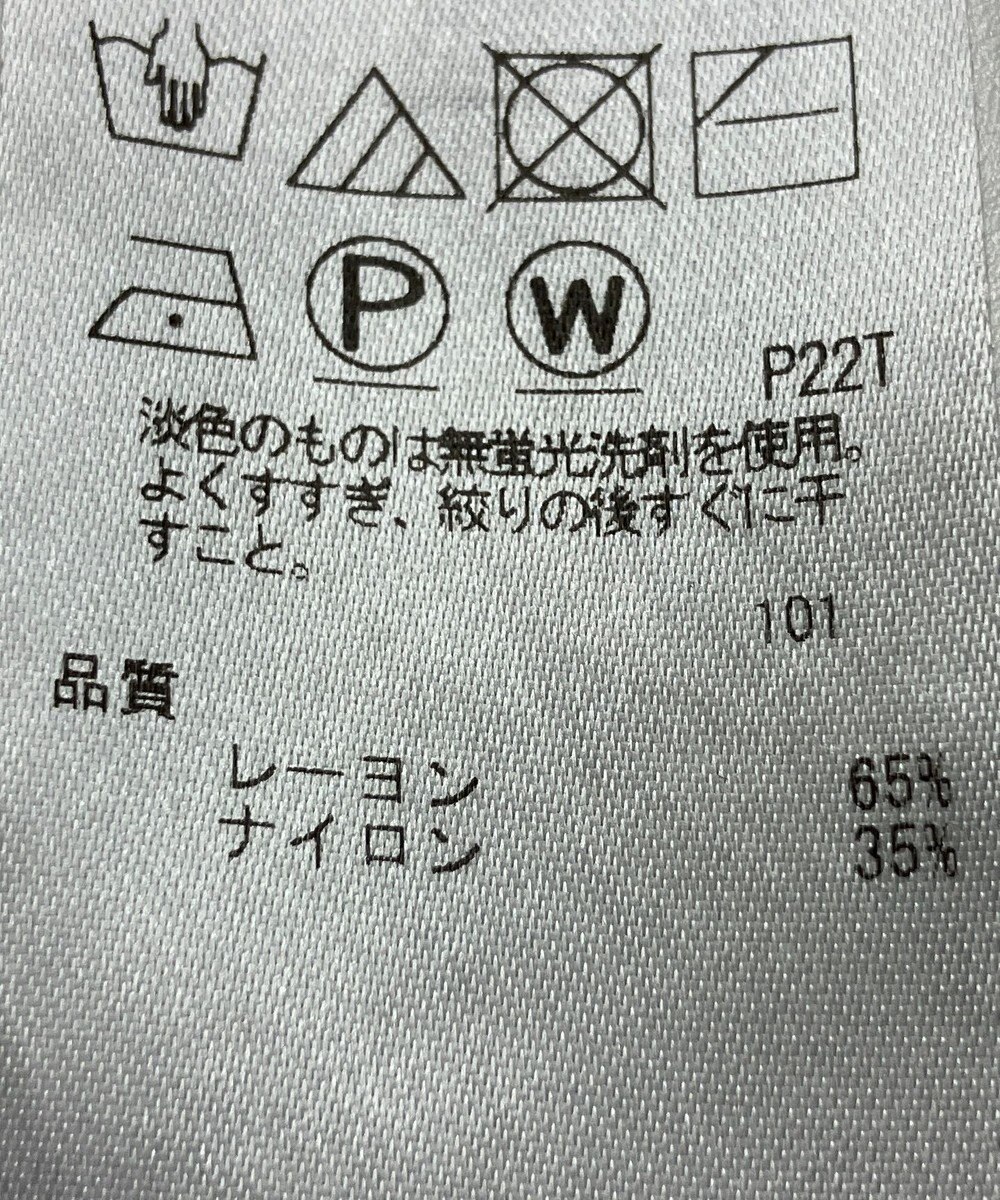 P
W
P22T
淡色のものは無蛍光洗剤を使用。
よくすすぎ、絞りの後すぐに干
すこと。
101
品質
レーヨン 65%
ナイロン 35%